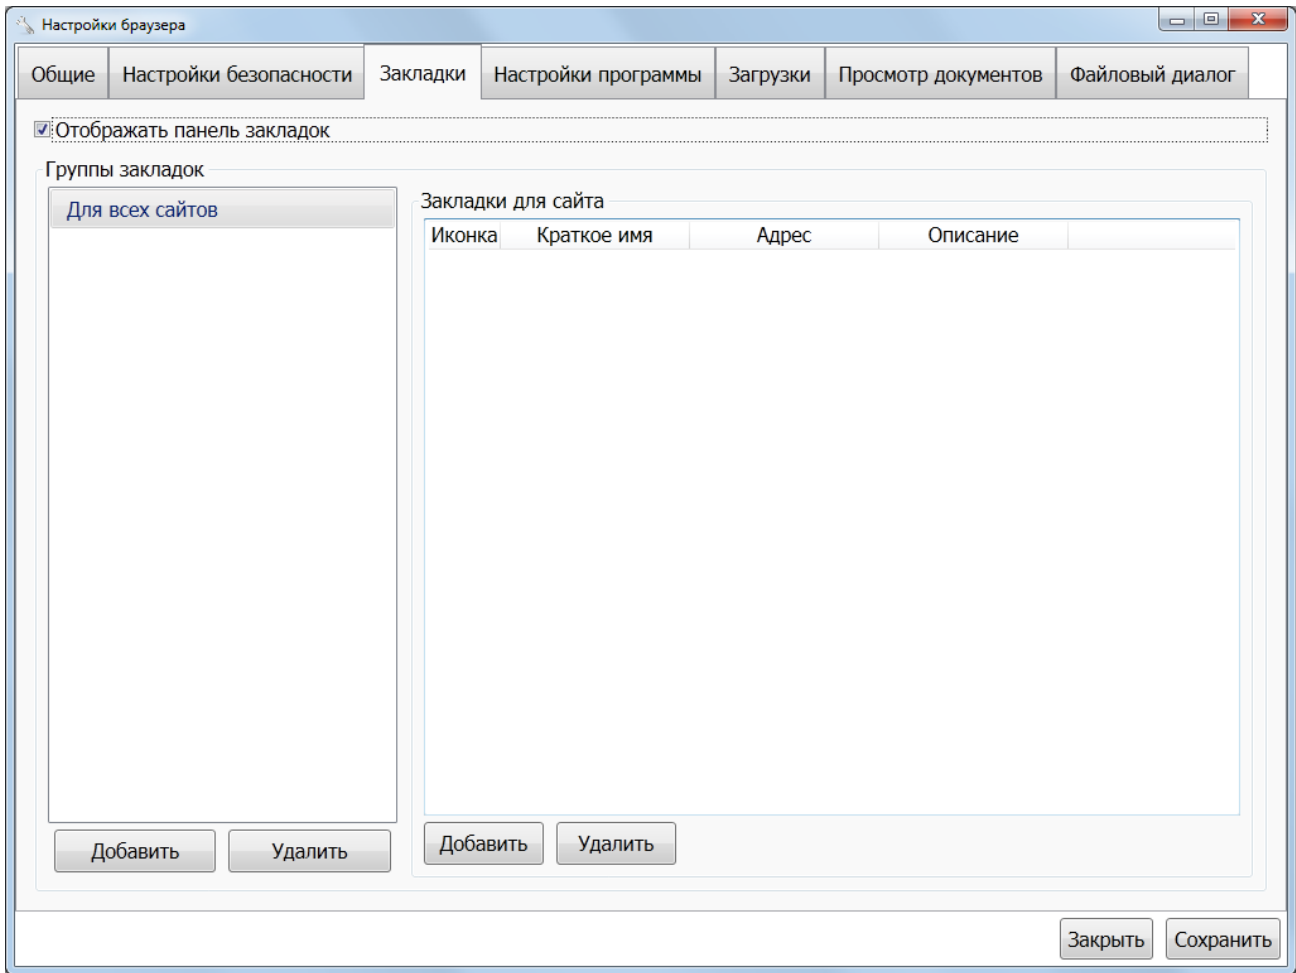 Настройки браузера
Общие Настройки безопасности Закладки Настройки программы Загрузки Просмотр документов Файловый диалог
Отображать панель закладок
Группы закладок
Для всех сайтов
Закладки для сайта
Иконка Краткое имя Адрес Описание
Добавить Удалить
Добавить Удалить
Закрыть Сохранить